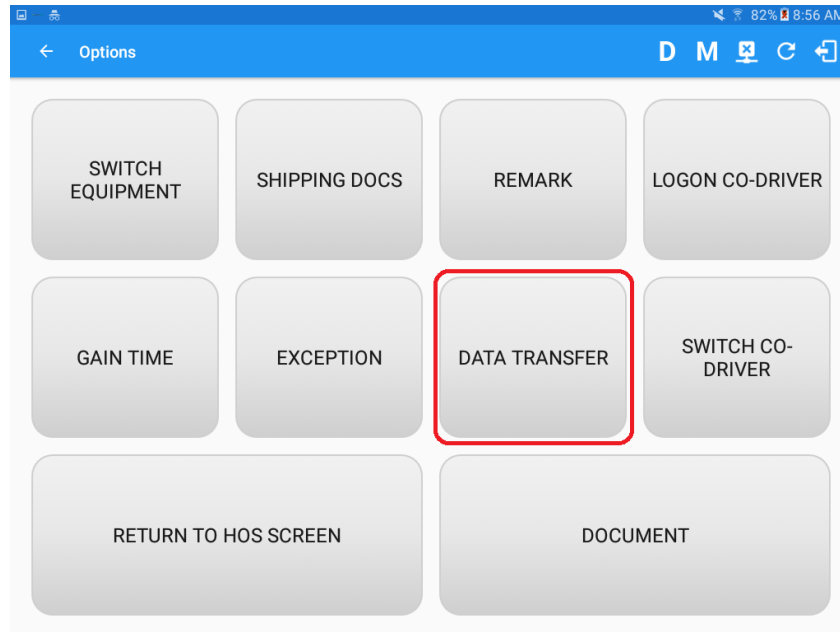 82% 8:56 AM
Options
D M
SWITCH
EQUIPMENT
SHIPPING DOCS
REMARK
LOGON CO-DRIVER
GAIN TIME
EXCEPTION
DATA TRANSFER
SWITCH CO-
DRIVER
RETURN TO HOS SCREEN
DOCUMENT